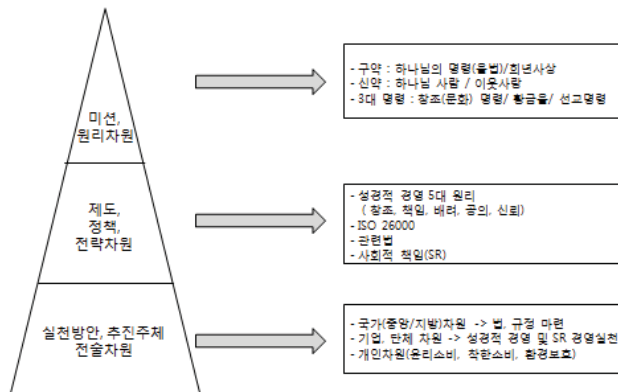 미션,
원리차원
- 구약 : 하나님의 명령(율법)/희년사상
- 신약 : 하나님 사람 / 이웃사람
- 3대 명령 : 창조(문화) 명령/ 황금율/ 선교명령
제도,
정책,
전략차원
- 성경적 경영 5대 원리
( 창조, 책임, 배려, 공의, 신뢰)
- ISO 26000
- 관련법
- 사회적 책임(SR)
실천방안, 추진주체
전술차원
- 국가(중앙/지방)차원 -> 법, 규정 마련
- 기업, 단체 차원 -> 성경적 경영 및 SR 경영실천
- 개인차원(윤리소비, 착한소비, 환경보호)